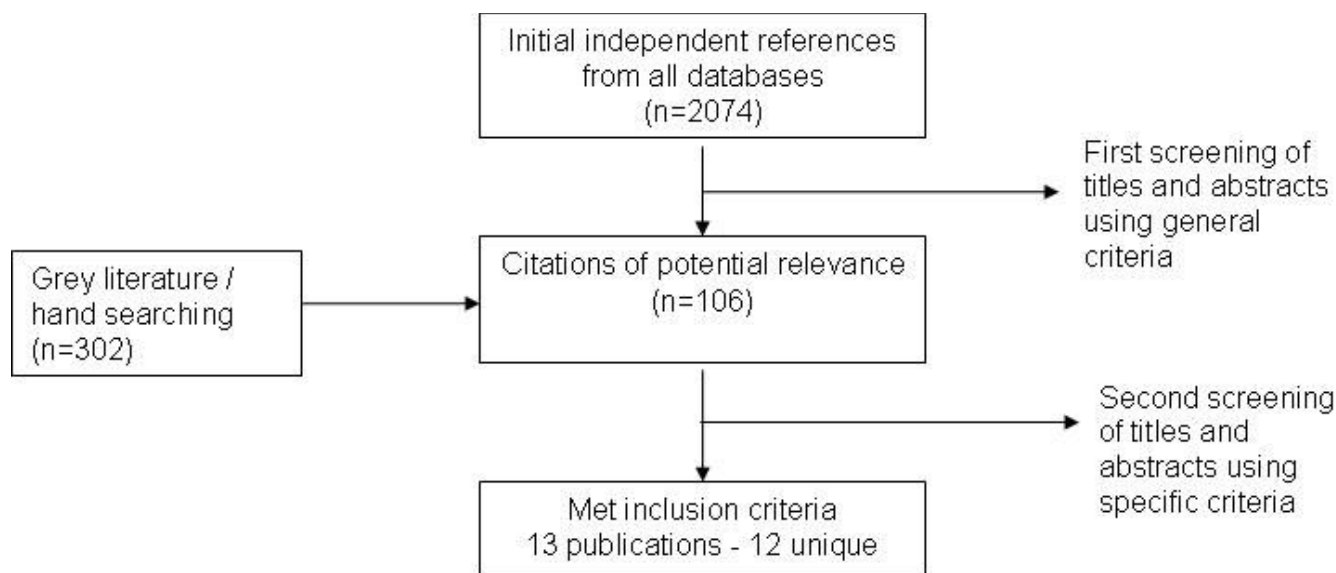 Initial independent references
from all databases
(n=2074)
First screening of
titles and abstracts
using general
criteria
Grey literature /
hand searching
(n=302)
Citations of potential relevance
(n=106)
Second screening
of titles and
abstracts using
specific criteria
Met inclusion criteria
13 publications - 12 unique